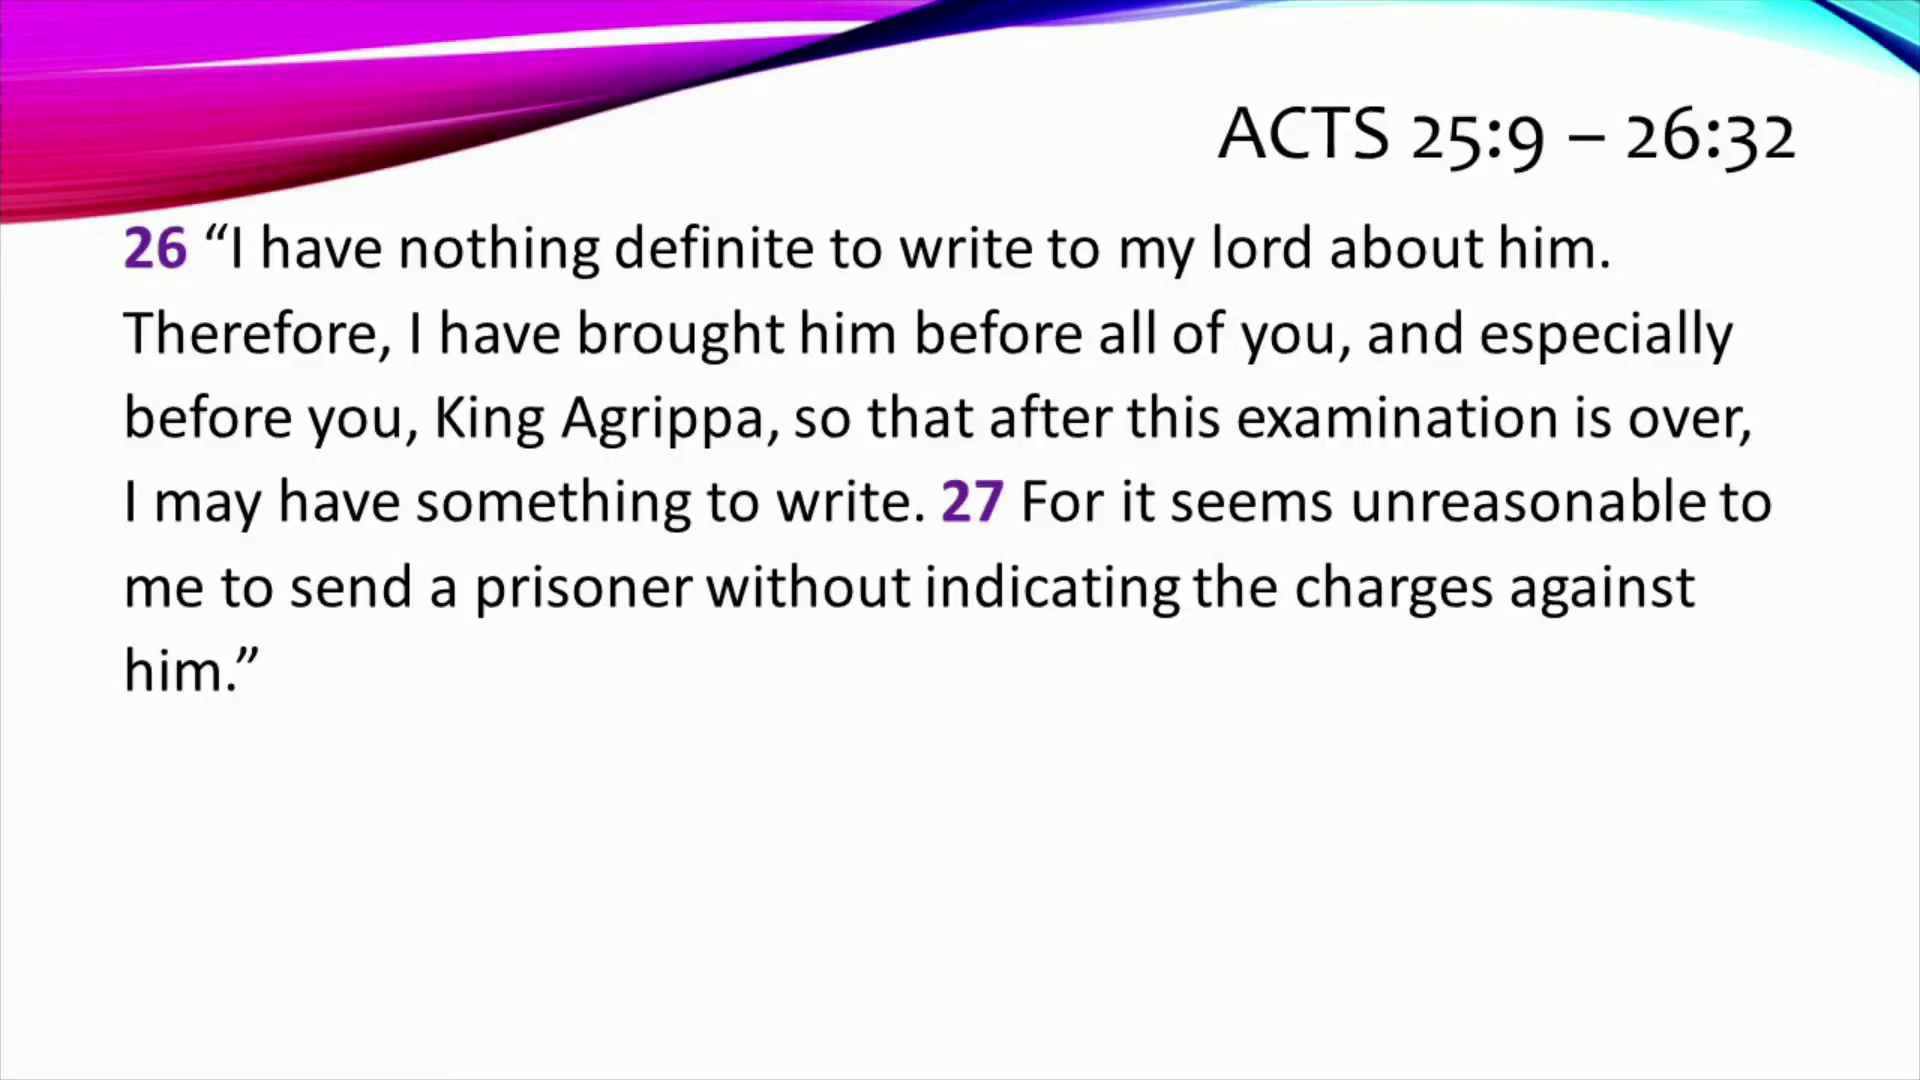 ACTS 25:9 – 26:32
26 “I have nothing definite to write to my lord about him.
Therefore, I have brought him before all of you, and especially
before you, King Agrippa, so that after this examination is over,
I may have something to write. 27 For it seems unreasonable to
me to send a prisoner without indicating the charges against
him.”